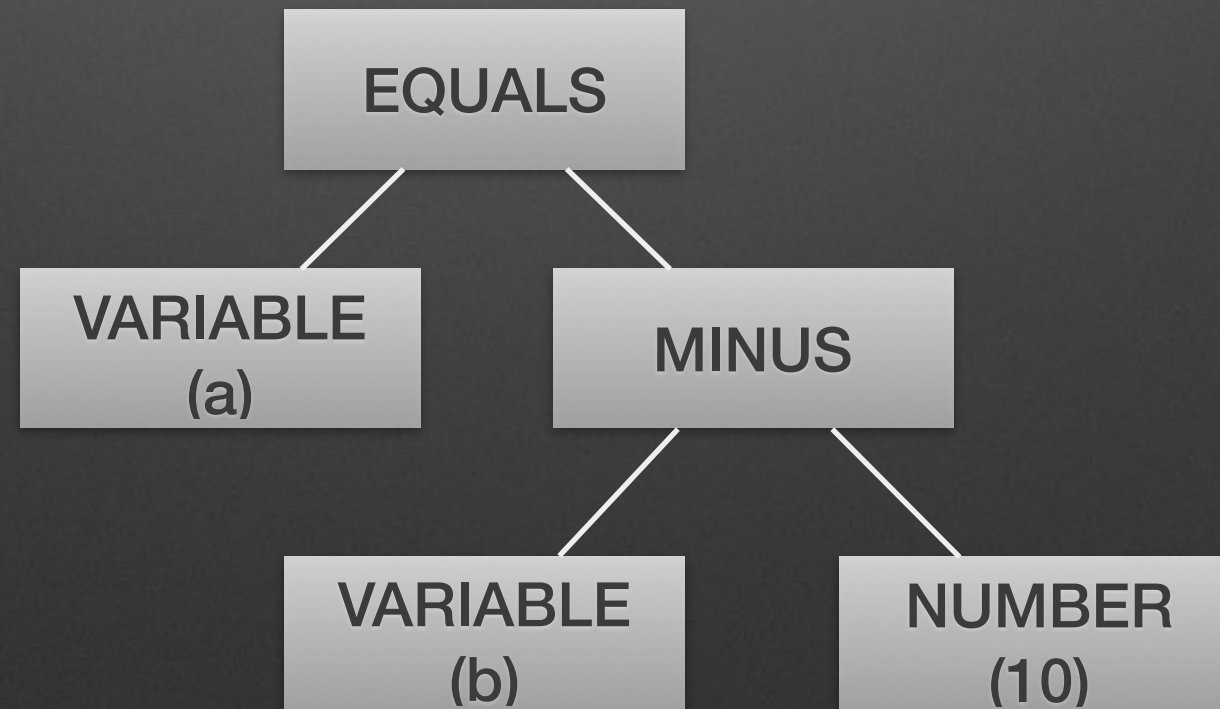 EQUALS
VARIABLE
(a)
MINUS
VARIABLE
(b)
NUMBER
(10)